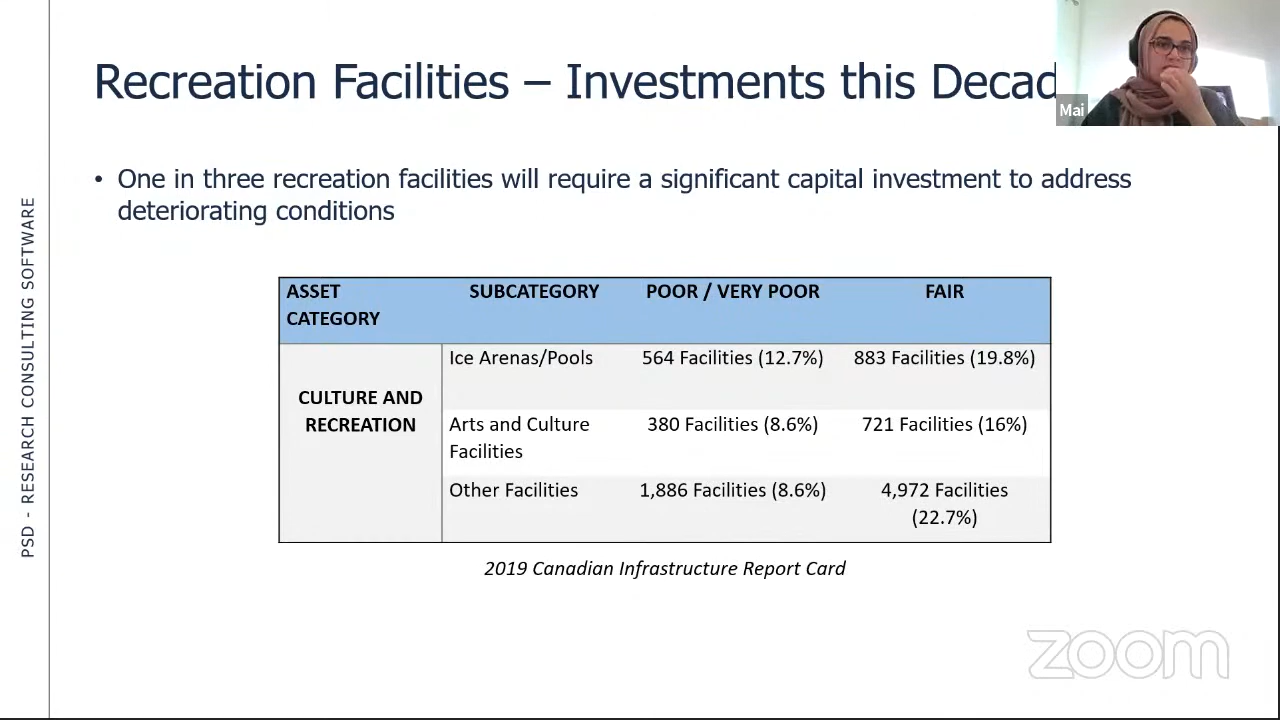 Recreation Facilities – Investments this Decad
Mai
• One in three recreation facilities will require a significant capital investment to address
deteriorating conditions
PSD - RESEARCH CONSULTING SOFTWARE
ASSET CATEGORY SUBCATEGORY POOR / VERY POOR FAIR
CULTURE AND RECREATION
Ice Arenas/Pools 564 Facilities (12.7%) 883 Facilities (19.8%)
Arts and Culture Facilities 380 Facilities (8.6%) 721 Facilities (16%)
Other Facilities 1,886 Facilities (8.6%) 4,972 Facilities (22.7%)
2019 Canadian Infrastructure Report Card
zoom